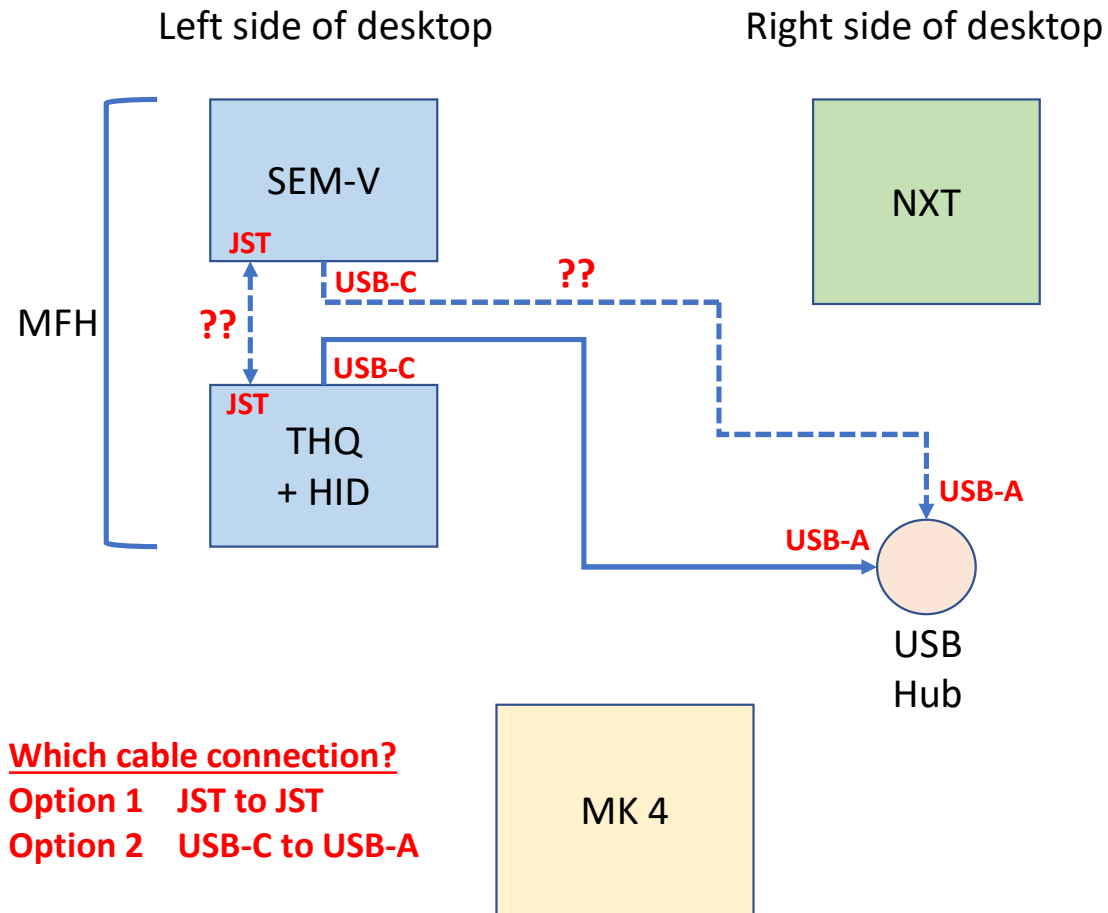 Left side of desktop
Right side of desktop
SEM-V
NXT
JST
USB-C
??
MFH
??
USB-C
JST
THQ
+ HID
USB-A
USB-A
USB
Hub
Which cable connection?
Option 1 JST to JST
Option 2 USB-C to USB-A
MK 4